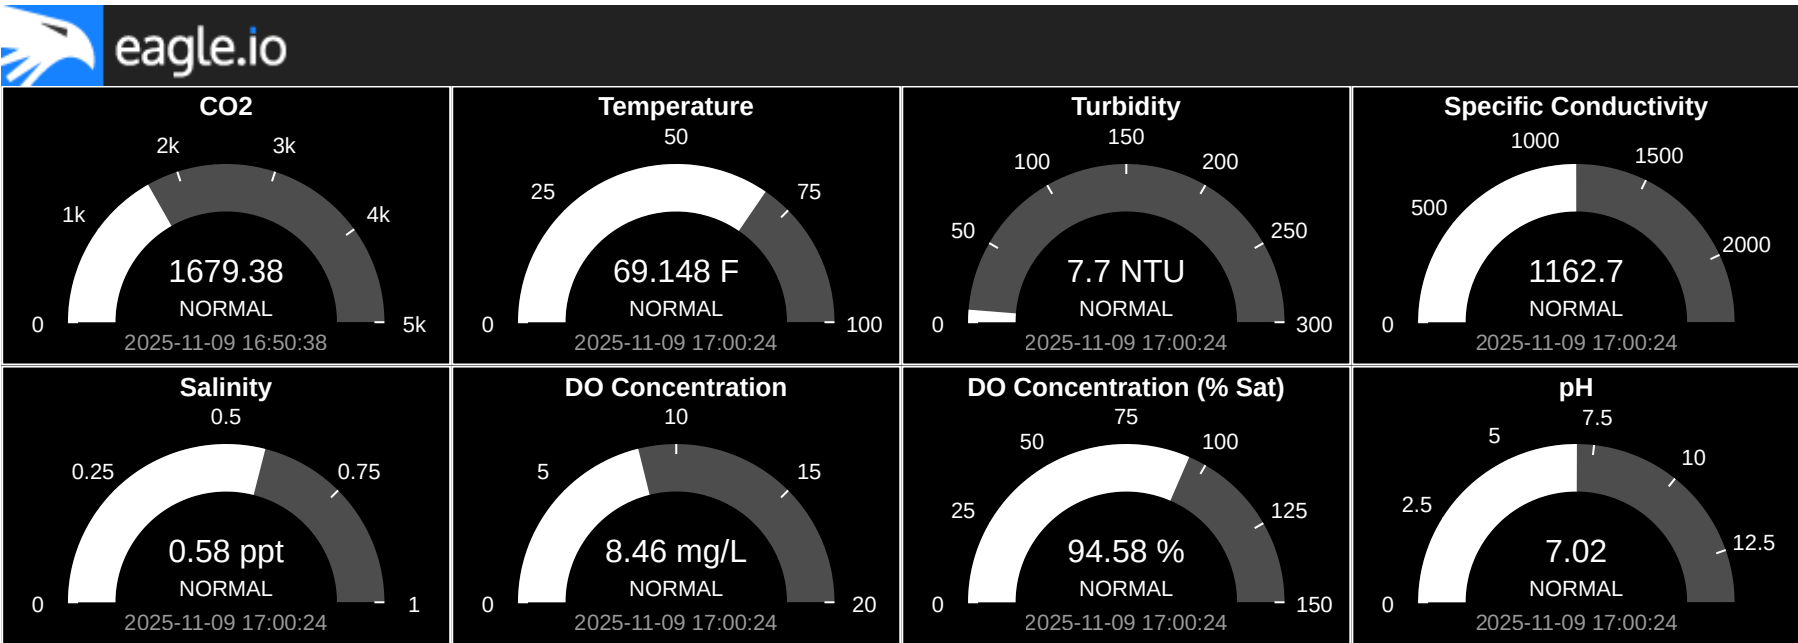 eagle.io
CO2
2k
3k
1k
4k
1679.38
NORMAL
0
5k
2025-11-09 16:50:38
Temperature
50
25
75
69.148 F
NORMAL
0
100
2025-11-09 17:00:24
Turbidity
150
100
200
50
250
7.7 NTU
NORMAL
0
300
2025-11-09 17:00:24
Specific Conductivity
1000
1500
500
2000
1162.7
NORMAL
0
2025-11-09 17:00:24
Salinity
0.5
0.25
0.75
0.58 ppt
NORMAL
0
1
2025-11-09 17:00:24
DO Concentration
10
5
15
8.46 mg/L
NORMAL
0
20
2025-11-09 17:00:24
DO Concentration (% Sat)
75
50
100
25
125
94.58 %
NORMAL
0
150
2025-11-09 17:00:24
pH
7.5
5
10
2.5
12.5
7.02
NORMAL
0
2025-11-09 17:00:24